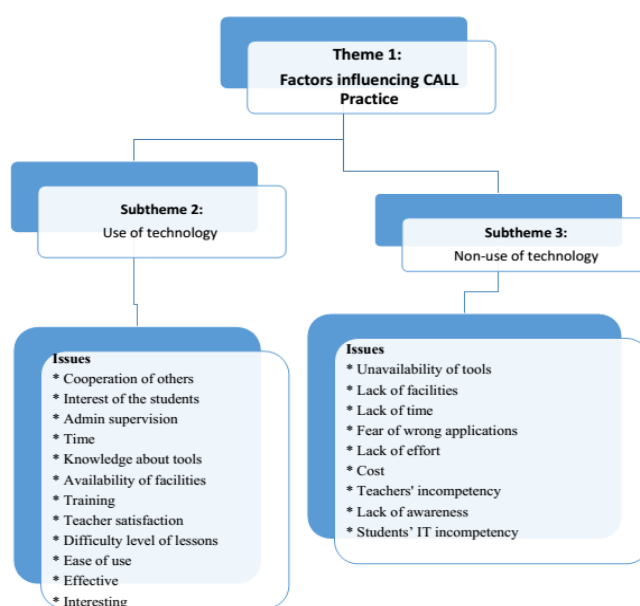 Theme 1:
Factors influencing CALL
Practice
Subtheme 2:
Use of technology
Subtheme 3:
Non-use of technology
Issues
* Cooperation of others
* Interest of the students
* Admin supervision
* Time
* Knowledge about tools
* Availability of facilities
* Training
* Teacher satisfaction
* Difficulty level of lessons
* Ease of use
* Effective
* Interesting
Issues
* Unavailability of tools
* Lack of facilities
* Lack of time
* Fear of wrong applications
* Lack of effort
* Cost
* Teachers' incompetency
* Lack of awareness
* Students’ IT incompetency